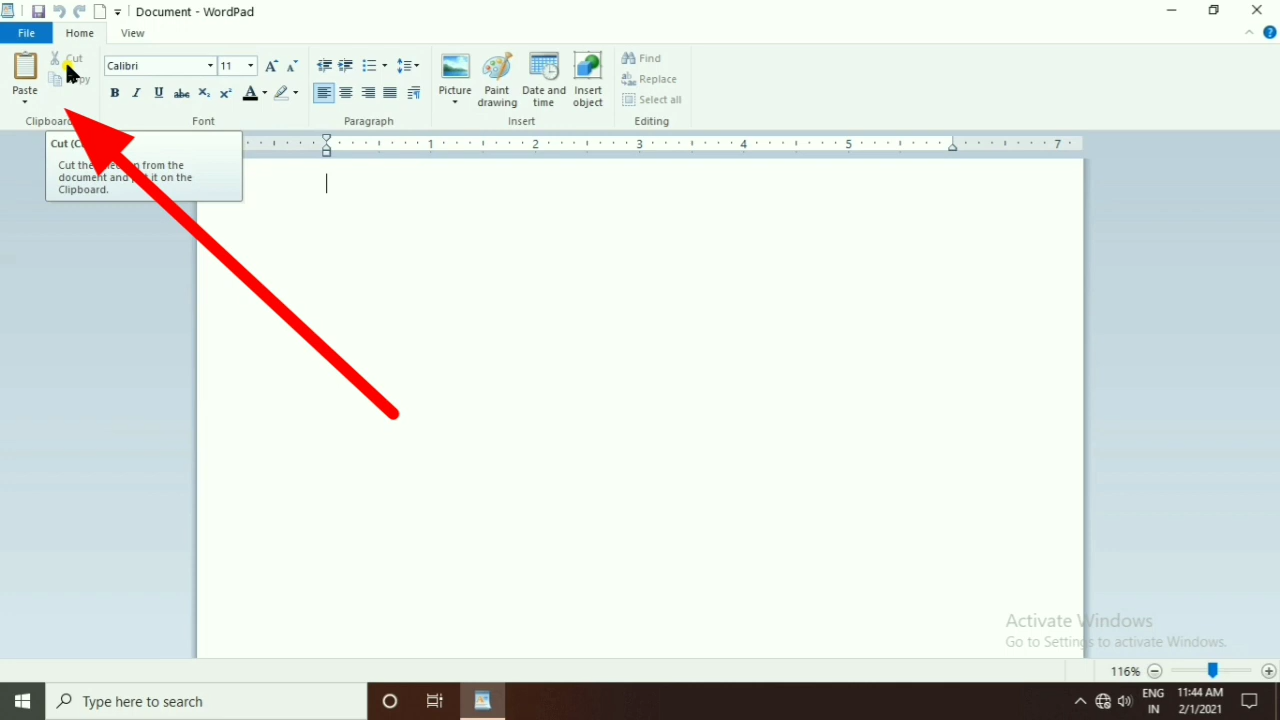 Document - WordPad
File Home View
Paste
Cut
Clipboard
Calibri 11
B I U abc X₂ X² A
Font
Paragraph
Picture
Paint drawing
Date and time
Insert object
Insert
Find
Replace
Select all
Editing
Cut
Cut the from the
document and it on the
Clipboard.
1 2 3 4 5 7
Activate Windows
Go to Settings to activate Windows.
116%
Type here to search
ENG
IN
11:44 AM
2/1/2021